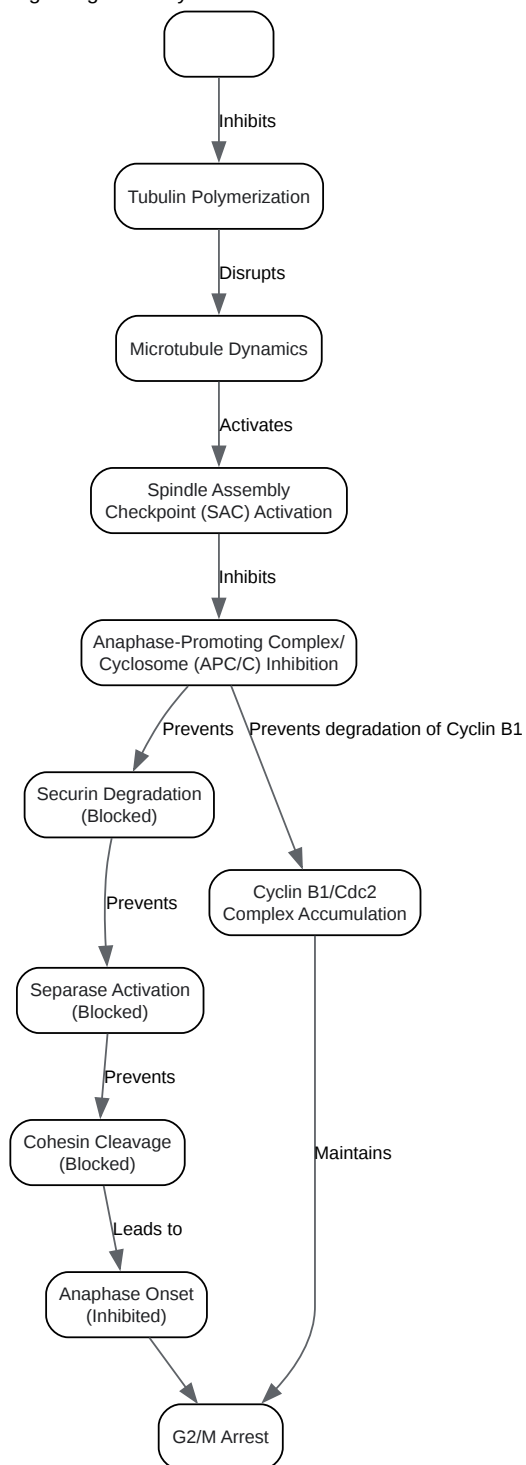 Inhibits
Tubulin Polymerization
Disrupts
Microtubule Dynamics
Activates
Spindle Assembly
Checkpoint (SAC) Activation
Inhibits
Anaphase-Promoting Complex/
Cyclosome (APC/C) Inhibition
Prevents
Prevents degradation of Cyclin B1
Securin Degradation
(Blocked)
Cyclin B1/Cdc2
Complex Accumulation
Prevents
Separase Activation
(Blocked)
Prevents
Cohesin Cleavage
(Blocked)
Maintains
Leads to
Anaphase Onset
(Inhibited)
G2/M Arrest